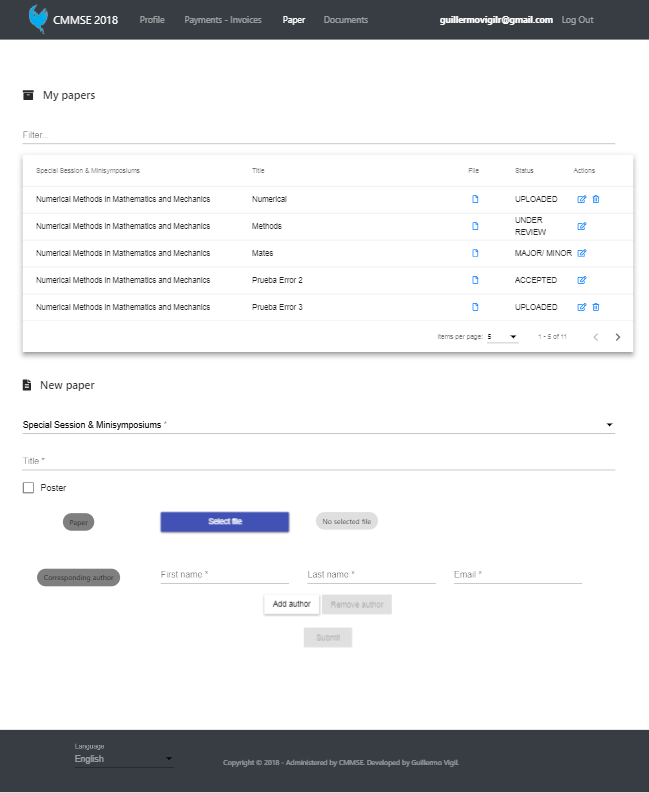 CMMSE 2018 Profile Payments - Invoices Paper Documents guillermovigilr@gmail.com Log Out
My papers
Filter...
Special Session & Minisymposiums Title File Status Actions
Numerical Methods in Mathematics and Mechanics Numerical UPLOADED
Numerical Methods in Mathematics and Mechanics Methods UNDER
REVIEW
Numerical Methods in Mathematics and Mechanics Mates MAJOR/ MINOR
Numerical Methods in Mathematics and Mechanics Prueba Error 2 ACCEPTED
Numerical Methods in Mathematics and Mechanics Prueba Error 3 UPLOADED
Items per page: 5 1 - 5 of 11
New paper
Special Session & Minisymposiums *
Title *
Poster
Paper Select file No selected file
Corresponding author First name * Last name * Email *
Add author Remove author
Submit
Language
English
Copyright © 2018 - Administered by CMMSE. Developed by Guillermo Vigil.